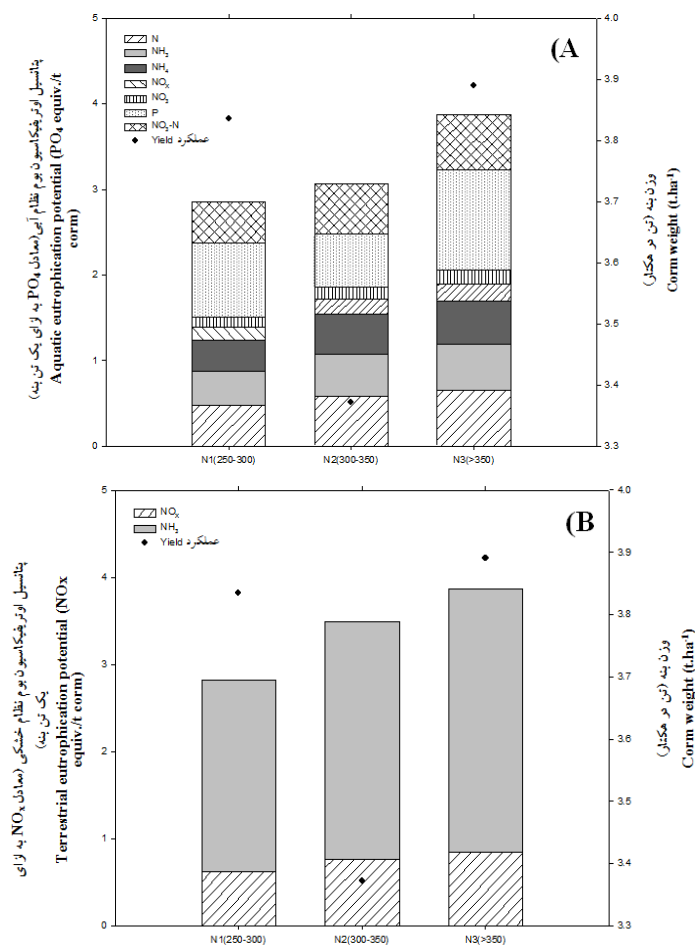 (A
N
NH3
NH4
NOX
NO3
P
NO3-N
Yield عملکرد
5
4
3
2
1
0
4.0
3.9
3.8
3.7
3.6
3.5
3.4
3.3
N1(250-300)
N2(300-350)
N3(>350)
پتانسیل اوتریفیکاسیون بوم نظام آبی(معادل PO4 به ازای یک تن بنه)
Aquatic eutrophication potential (PO4 equiv./t
corm)
وزن بنه (تن در هکتار)
Corm weight (t.ha-1)
(B
NOX
NH3
Yield عملکرد
5
4
3
2
1
0
4.0
3.9
3.8
3.7
3.6
3.5
3.4
3.3
N1(250-300)
N2(300-350)
N3(>350)
پتانسیل اوتریفیکاسیون بوم نظام خشکی (معادل NOx به ازای
یک تن بنه)
Terrestrial eutrophication potential (NOx
equiv./t corm)
وزن بنه (تن در هکتار)
Corm weight (t.ha-1)